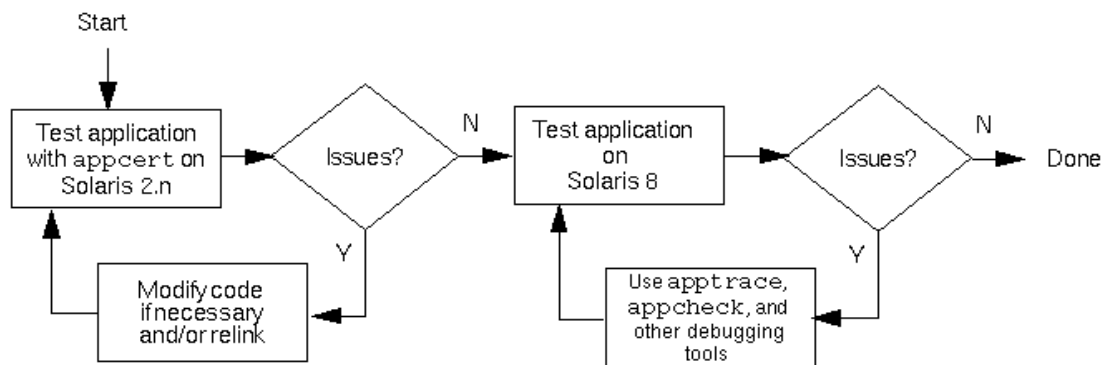 Start
Test application
with appcert on
Solaris 2.n
Issues?
N
Y
Modify code
if necessary
and/or relink
Test application
on
Solaris 8
Issues?
N
Done
Y
Use apptrace,
appcheck, and
other debugging
tools